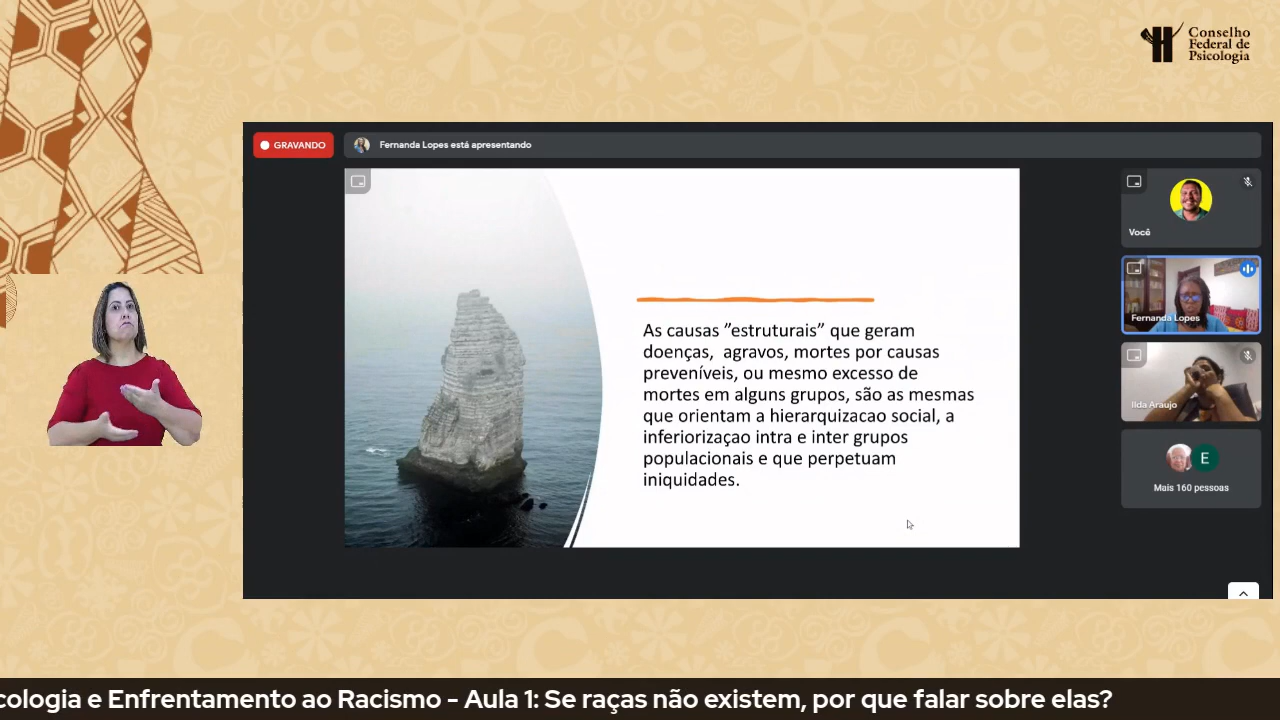 Conselho
Federal de
Psicologia
GRAVANDO
Fernanda Lopes está apresentando
As causas ”estruturais” que geram
doenças, agravos, mortes por causas
preveníveis, ou mesmo excesso de
mortes em alguns grupos, são as mesmas
que orientam a hierarquizacao social, a
inferiorizaçao intra e inter grupos
populacionais e que perpetuam
iniquidades.
Você
Fernanda Lopes
Ilda Araujo
E
Mais 160 pessoas
cologia e Enfrentamento ao Racismo - Aula 1: Se raças não existem, por que falar sobre elas?